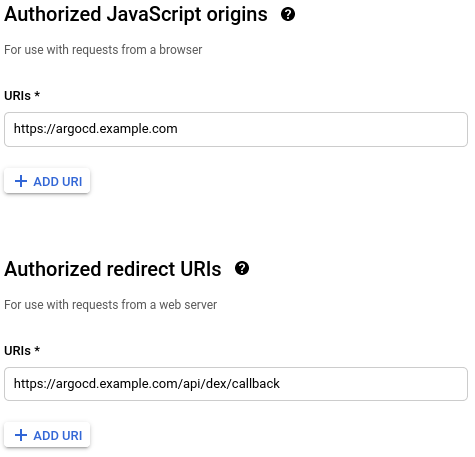 Authorized JavaScript origins
For use with requests from a browser
URIs *
https://argocd.example.com
ADD URI
Authorized redirect URIs
For use with requests from a web server
URIs *
https://argocd.example.com/api/dex/callback
ADD URI